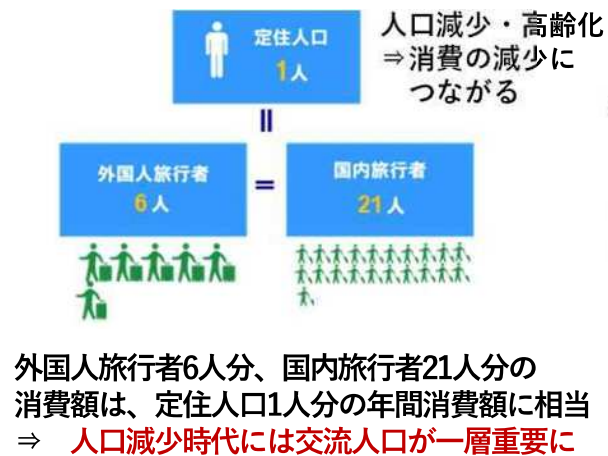 定住人口
1人
人口減少・高齢化
⇒消費の減少に
つながる
=
外国人旅行者
6人
=
国内旅行者
21人
外国人旅行者6人分、国内旅行者21人分の
消費額は、定住人口1人分の年間消費額に相当
⇒ 人口減少時代には交流人口が一層重要に